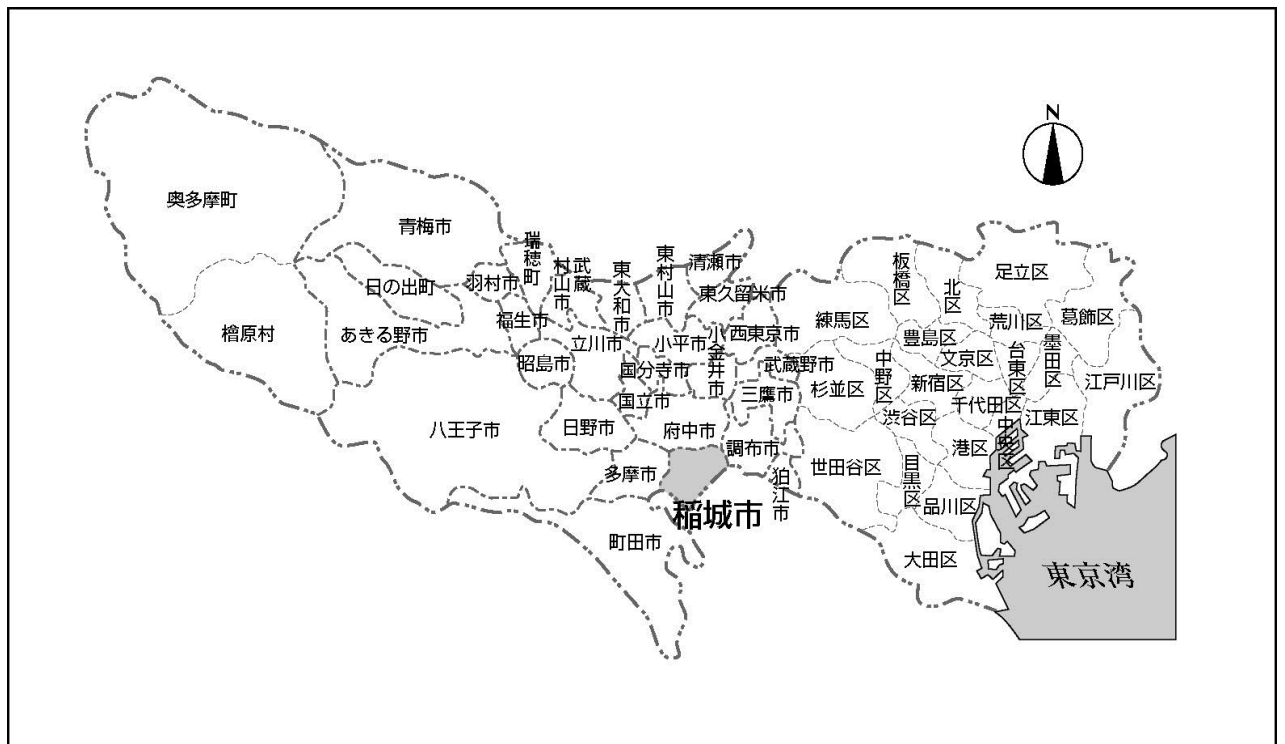 N
奥多摩町
青梅市
瑞穂町
武蔵
村山市
東大和市
東村山市
清瀬市
東久留米市
板橋区
北区
足立区
日の出町
羽村市
福生市
檜原村
あきる野市
昭島市
立川市
小平市
小金井市
西東京市
練馬区
豊島区
荒川区
葛飾区
国分寺市
武蔵野市
中野区
文京区
台東区
墨田区
江戸川区
国立市
三鷹市
杉並区
新宿区
千代田区
中央区
江東区
八王子市
日野市
府中市
調布市
渋谷区
港区
多摩市
狛江市
世田谷区
目黒区
品川区
稲城市
町田市
大田区
東京湾